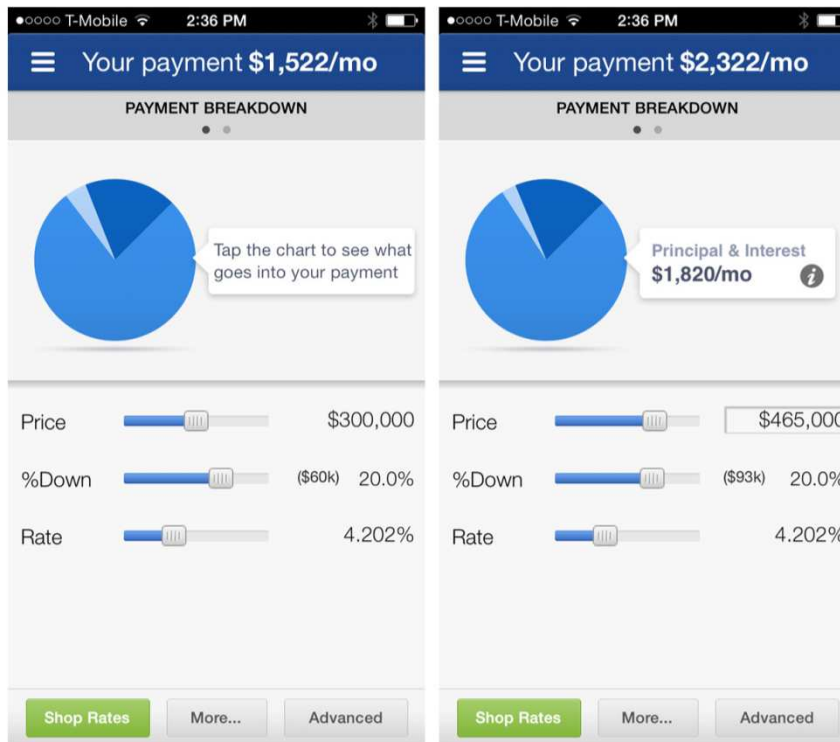 T-Mobile 2:36 PM
Your payment $1,522/mo
PAYMENT BREAKDOWN
Tap the chart to see what
goes into your payment
Price $300,000
%Down ($60k) 20.0%
Rate 4.202%
Shop Rates More... Advanced
T-Mobile 2:36 PM
Your payment $2,322/mo
PAYMENT BREAKDOWN
Principal & Interest
$1,820/mo i
Price $465,000
%Down ($93k) 20.0%
Rate 4.202%
Shop Rates More... Advanced